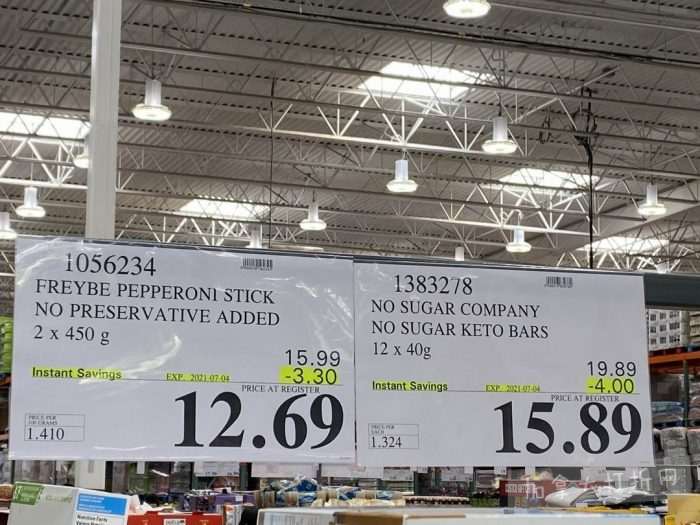 1056234
FREYBE PEPPERONI STICK
NO PRESERVATIVE ADDED
2 x 450 g
15.99
Instant Savings
EXP. 2021-07-04
-3.30
PRICE AT REGISTER
PRICE PER
100 GRAMS
1.410
12.69
1383278
NO SUGAR COMPANY
NO SUGAR KETO BARS
12 x 40g
19.89
Instant Savings
EXP. 2021-07-04
-4.00
PRICE AT REGISTER
PRICE PER
EACH
1.324
15.89